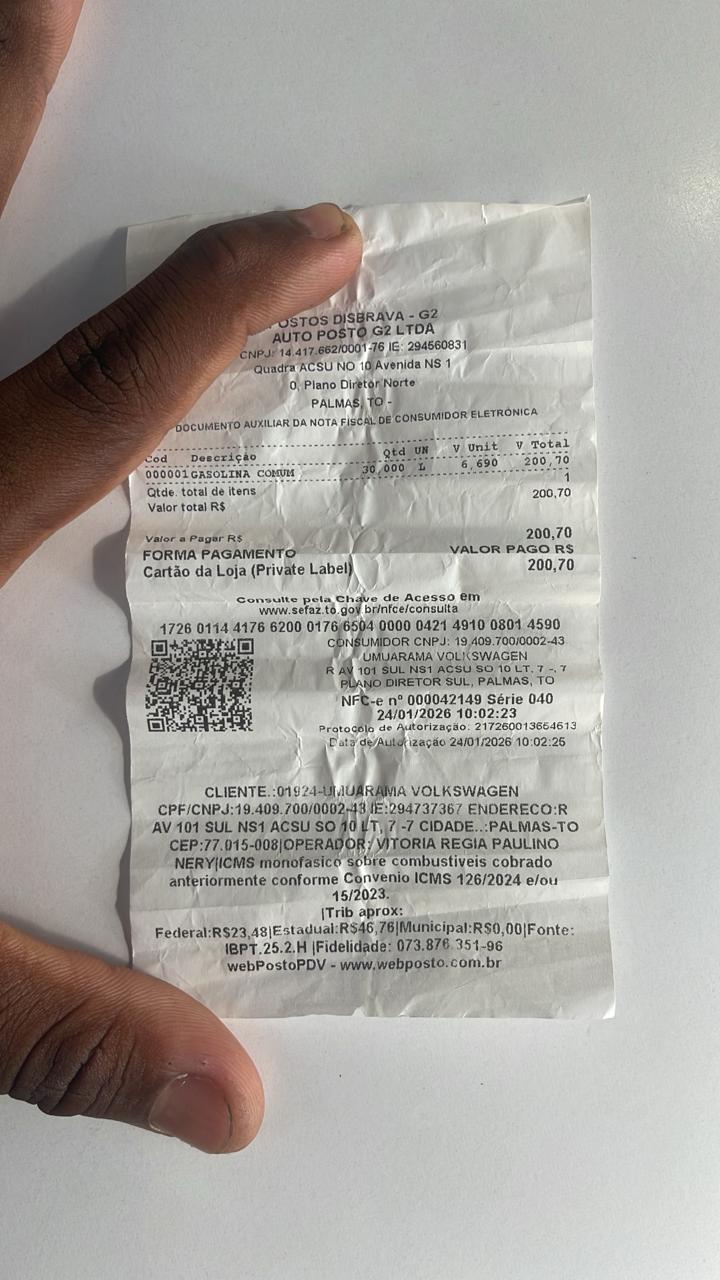 POSTOS DISBRAVA - G2
AUTO POSTO G2 LTDA
CNPJ: 14.417.662/0001-76 IE: 294560831
Quadra ACSU NO 10 Avenida NS 1
0, Plano Diretor Norte
PALMAS, TO -
DOCUMENTO AUXILIAR DA NOTA FISCAL DE CONSUMIDOR ELETRÔNICA
Cod Descrição Qtd UN V Unit V Total
000001 GASOLINA COMUM 30,000 L 6,690 200,70
Qtde. total de itens 1
Valor total R$ 200,70
Valor a Pagar R$ 200,70
FORMA PAGAMENTO VALOR PAGO R$
Cartão da Loja (Private Label) 200,70
Consulte pela Chave de Acesso em
www.sefaz.to.gov.br/nfce/consulta
1726 0114 4176 6200 0176 6504 0000 0421 4910 0801 4590
CONSUMIDOR CNPJ: 19.409.700/0002-43
UMUARAMA VOLKSWAGEN
R AV 101 SUL NS1 ACSU SO 10 LT, 7 -, 7
PLANO DIRETOR SUL, PALMAS, TO
NFC-e nº 000042149 Série 040
24/01/2026 10:02:23
Protocolo de Autorização: 217260013654613
Data de Autorização 24/01/2026 10:02:25
CLIENTE.:01924-UMUARAMA VOLKSWAGEN
CPF/CNPJ:19.409.700/0002-43 IE:294737367 ENDERECO:R
AV 101 SUL NS1 ACSU SO 10 LT, 7 -7 CIDADE..:PALMAS-TO
CEP:77.015-008|OPERADOR: VITORIA REGIA PAULINO
NERY|ICMS monofasico sobre combustiveis cobrado
anteriormente conforme Convenio ICMS 126/2024 e/ou
15/2023.
|Trib aprox:
Federal:R$23,48|Estadual:R$46,76|Municipal:R$0,00|Fonte:
IBPT.25.2.H |Fidelidade: 073.876.351-96
webPostoPDV - www.webposto.com.br